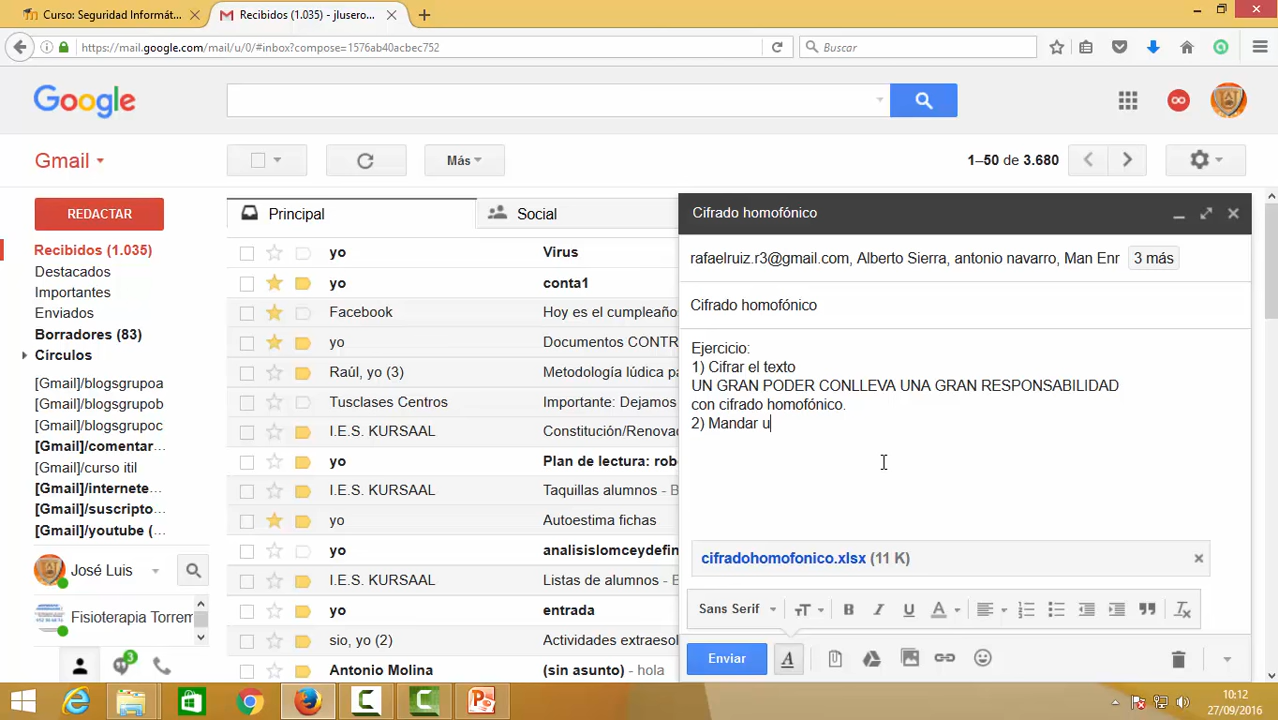 Curso: Seguridad Informát...
Recibidos (1.035) - jlusero...
https://mail.google.com/mail/u/0/#inbox?compose=1576ab40acbec752
Buscar
Google
Gmail
Más
1–50 de 3.680
REDACTAR
Recibidos (1.035)
Destacados
Importantes
Enviados
Borradores (83)
Círculos
[Gmail]/blogsgrupoa
[Gmail]/blogsgrupob
[Gmail]/blogsgrupoc
[Gmail]/comentar...
[Gmail]/curso itil
[Gmail]/internete...
[Gmail]/suscripto...
[Gmail]/youtube (...
José Luis
Fisioterapia Torrem
3
Principal
Social
yo Virus
yo conta1
Facebook Hoy es el cumpleaño
yo Documentos CONTR
Raúl, yo (3) Metodología lúdica pa
Tusclases Centros Importante: Dejamos
I.E.S. KURSAAL Constitución/Renovac
yo Plan de lectura: rob
I.E.S. KURSAAL Taquillas alumnos - B
yo Autoestima fichas
yo analisislomceydefin
I.E.S. KURSAAL Listas de alumnos - B
yo entrada
sio, yo (2) Actividades extraesol
Antonio Molina (sin asunto) - hola
Cifrado homofónico
rafaelruiz.r3@gmail.com, Alberto Sierra, antonio navarro, Man Enr 3 más
Cifrado homofónico
Ejercicio:
1) Cifrar el texto
UN GRAN PODER CONLLEVA UNA GRAN RESPONSABILIDAD
con cifrado homofónico.
2) Mandar u
cifradohomofonico.xlsx (11 K)
Sans Serif
Enviar
10:12
27/09/2016